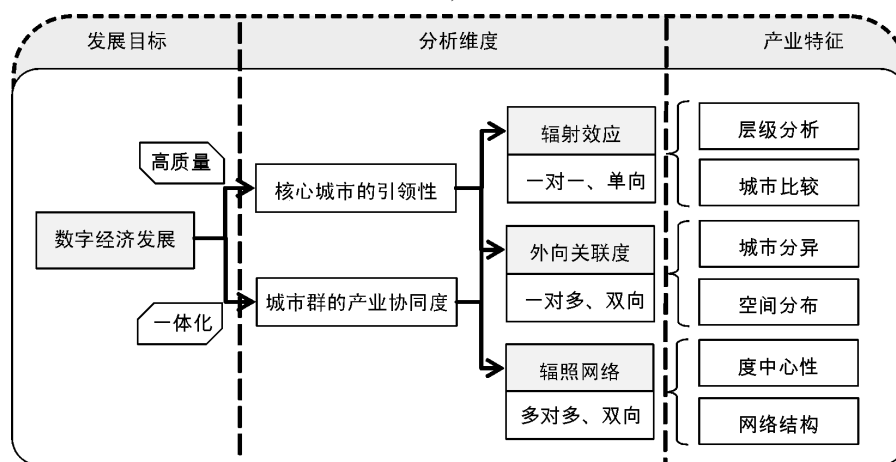 发展目标
分析维度
产业特征
高质量
数字经济发展
一体化
核心城市的引领性
城市群的产业协同度
辐射效应
一对一、单向
外向关联度
一对多、双向
辐照网络
多对多、双向
层级分析
城市比较
城市分异
空间分布
度中心性
网络结构